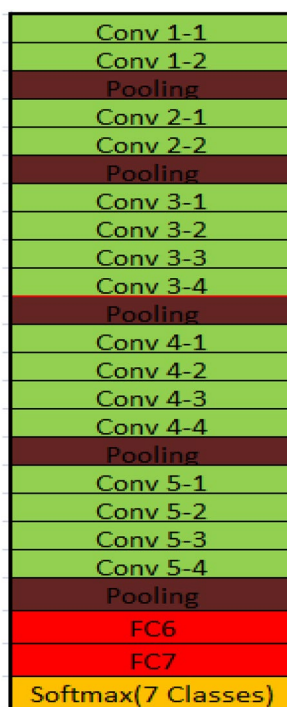 Conv 1-1
Conv 1-2
Pooling
Conv 2-1
Conv 2-2
Pooling
Conv 3-1
Conv 3-2
Conv 3-3
Conv 3-4
Pooling
Conv 4-1
Conv 4-2
Conv 4-3
Conv 4-4
Pooling
Conv 5-1
Conv 5-2
Conv 5-3
Conv 5-4
Pooling
FC6
FC7
Softmax(7 Classes)